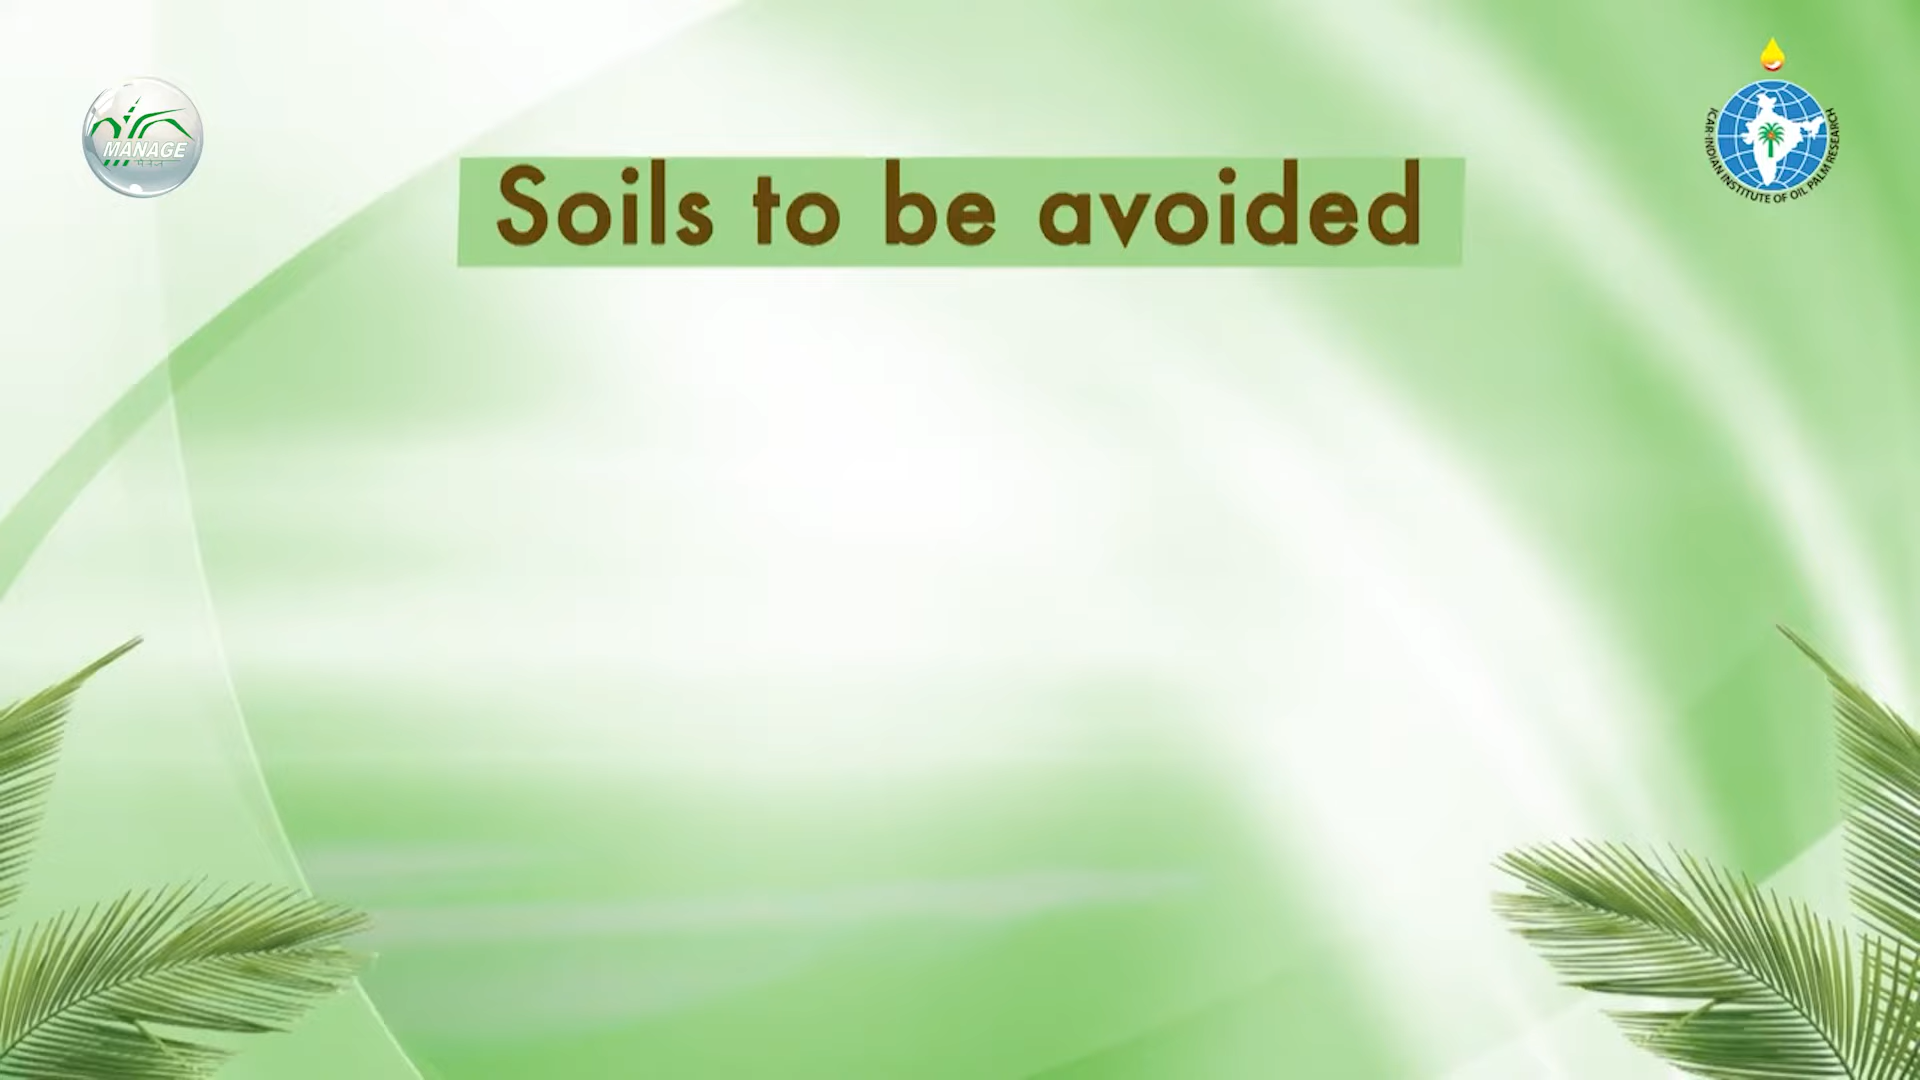 MANAGE
Soils to be avoided
ICAR-INDIAN INSTITUTE OF OIL PALM RESEARCH